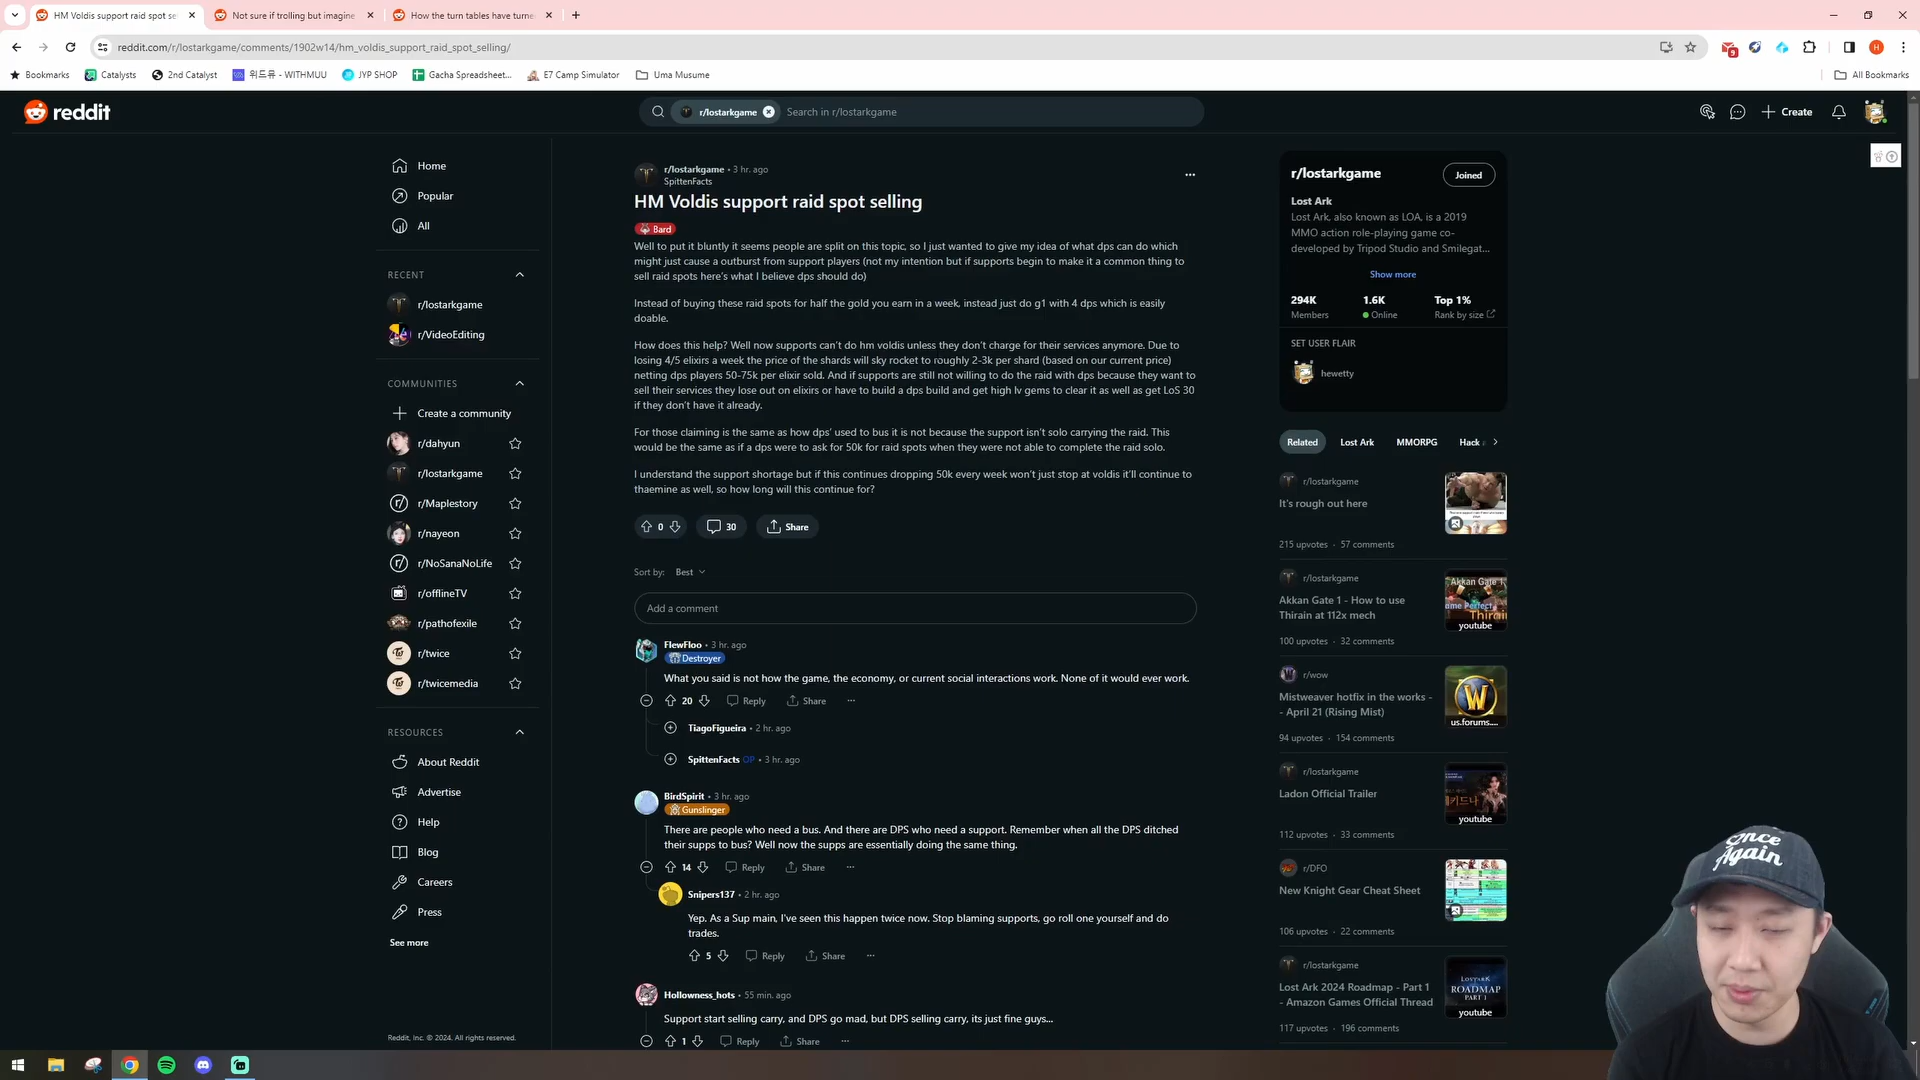 HM Voldis support raid spot se
Not sure if trolling but imagine
How the turn tables have turne
reddit.com/r/lostarkgame/comments/1902w14/hm_voldis_support_raid_spot_selling/
Bookmarks
Catalysts
2nd Catalyst
위드뮤 - WITHMUU
JYP SHOP
Gacha Spreadsheet...
E7 Camp Simulator
Uma Musume
All Bookmarks
reddit
r/lostarkgame
Search in r/lostarkgame
Create
Home
Popular
All
RECENT
r/lostarkgame
r/VideoEditing
COMMUNITIES
Create a community
r/dahyun
r/lostarkgame
r/Maplestory
r/nayeon
r/NoSanaNoLife
r/offlineTV
r/pathofexile
r/twice
r/twicemedia
RESOURCES
About Reddit
Advertise
Help
Blog
Careers
Press
See more
Reddit, Inc. © 2024. All rights reserved.
r/lostarkgame • 3 hr. ago
SpittenFacts
HM Voldis support raid spot selling
Bard
Well to put it bluntly it seems people are split on this topic, so I just wanted to give my idea of what dps can do which
might just cause a outburst from support players (not my intention but if supports begin to make it a common thing to
sell raid spots here's what I believe dps should do)
Instead of buying these raid spots for half the gold you earn in a week, instead just do g1 with 4 dps which is easily
doable.
How does this help? Well now supports can't do hm voldis unless they don't charge for their services anymore. Due to
losing 4/5 elixirs a week the price of the shards will sky rocket to roughly 2-3k per shard (based on our current price)
netting dps players 50-75k per elixir sold. And if supports are still not willing to do the raid with dps because they want to
sell their services they lose out on elixirs or have to build a dps build and get high lv gems to clear it as well as get LoS 30
if they don't have it already.
For those claiming is the same as how dps' used to bus it is not because the support isn't solo carrying the raid. This
would be the same as if a dps were to ask for 50k for raid spots when they were not able to complete the raid solo.
I understand the support shortage but if this continues dropping 50k every week won't just stop at voldis it'll continue to
thaemine as well, so how long will this continue for?
0
30
Share
Sort by: Best
Add a comment
FlewFloo • 3 hr. ago
Destroyer
What you said is not how the game, the economy, or current social interactions work. None of it would ever work.
20
Reply
Share
TiagoFigueira • 2 hr. ago
SpittenFacts OP • 3 hr. ago
BirdSpirit • 3 hr. ago
Gunslinger
There are people who need a bus. And there are DPS who need a support. Remember when all the DPS ditched
their supps to bus? Well now the supps are essentially doing the same thing.
14
Reply
Share
Snipers137 • 2 hr. ago
Yep. As a Sup main, I've seen this happen twice now. Stop blaming supports, go roll one yourself and do
trades.
5
Reply
Share
Hollowness_hots • 55 min. ago
Support start selling carry, and DPS go mad, but DPS selling carry, its just fine guys...
1
Reply
Share
r/lostarkgame
Joined
Lost Ark
Lost Ark, also known as LOA, is a 2019
MMO action role-playing game co-
developed by Tripod Studio and Smilegat...
Show more
294K
Members
1.6K
Online
Top 1%
Rank by size
SET USER FLAIR
hewetty
Related
Lost Ark
MMORPG
Hack
r/lostarkgame
It's rough out here
215 upvotes · 57 comments
r/lostarkgame
Akkan Gate 1 - How to use
Thirain at 112x mech
Akkan Gate 1
youtube
100 upvotes · 32 comments
r/wow
Mistweaver hotfix in the works -
- April 21 (Rising Mist)
us.forums....
94 upvotes · 154 comments
r/lostarkgame
Ladon Official Trailer
youtube
112 upvotes · 33 comments
r/DFO
New Knight Gear Cheat Sheet
106 upvotes · 22 comments
r/lostarkgame
Lost Ark 2024 Roadmap - Part 1
- Amazon Games Official Thread
LOST ARK
ROADMAP
PART 1
youtube
117 upvotes · 196 comments
Once
Again